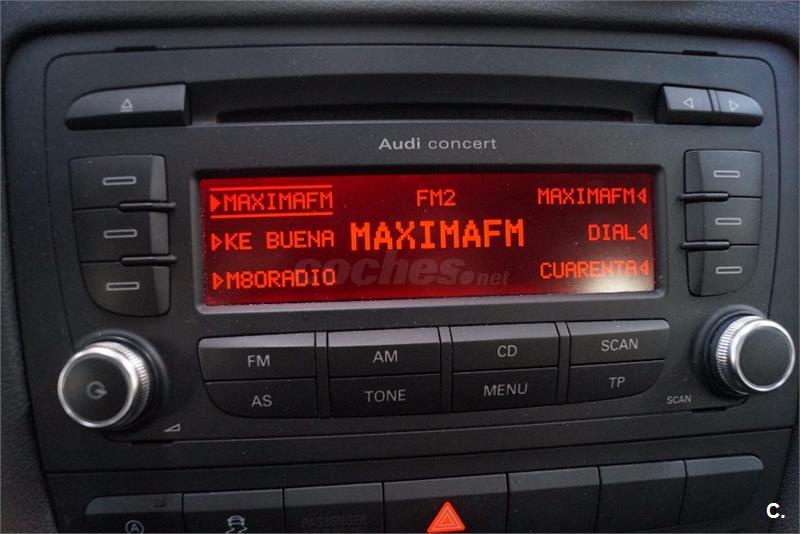 Audi concert
MAXIMAFM FM2 MAXIMAFM
KE BUENA MAXIMAFM DIAL
M80RADIO CUARENTA
coches.net
FM AM CD SCAN
AS TONE MENU TP
SCAN
PASSENGER
A
C.